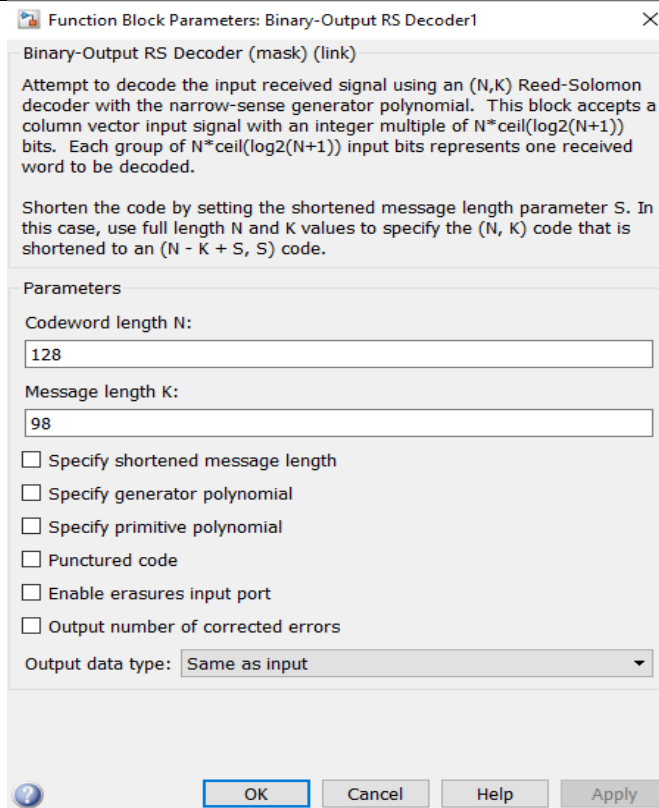 Function Block Parameters: Binary-Output RS Decoder1
Binary-Output RS Decoder (mask) (link)
Attempt to decode the input received signal using an (N,K) Reed-Solomon
decoder with the narrow-sense generator polynomial.  This block accepts a
column vector input signal with an integer multiple of N*ceil(log2(N+1))
bits.  Each group of N*ceil(log2(N+1)) input bits represents one received
word to be decoded.
Shorten the code by setting the shortened message length parameter S. In
this case, use full length N and K values to specify the (N, K) code that is
shortened to an (N - K + S, S) code.
Parameters
Codeword length N:
128
Message length K:
98
Specify shortened message length
Specify generator polynomial
Specify primitive polynomial
Punctured code
Enable erasures input port
Output number of corrected errors
Output data type: Same as input
? OK Cancel Help Apply